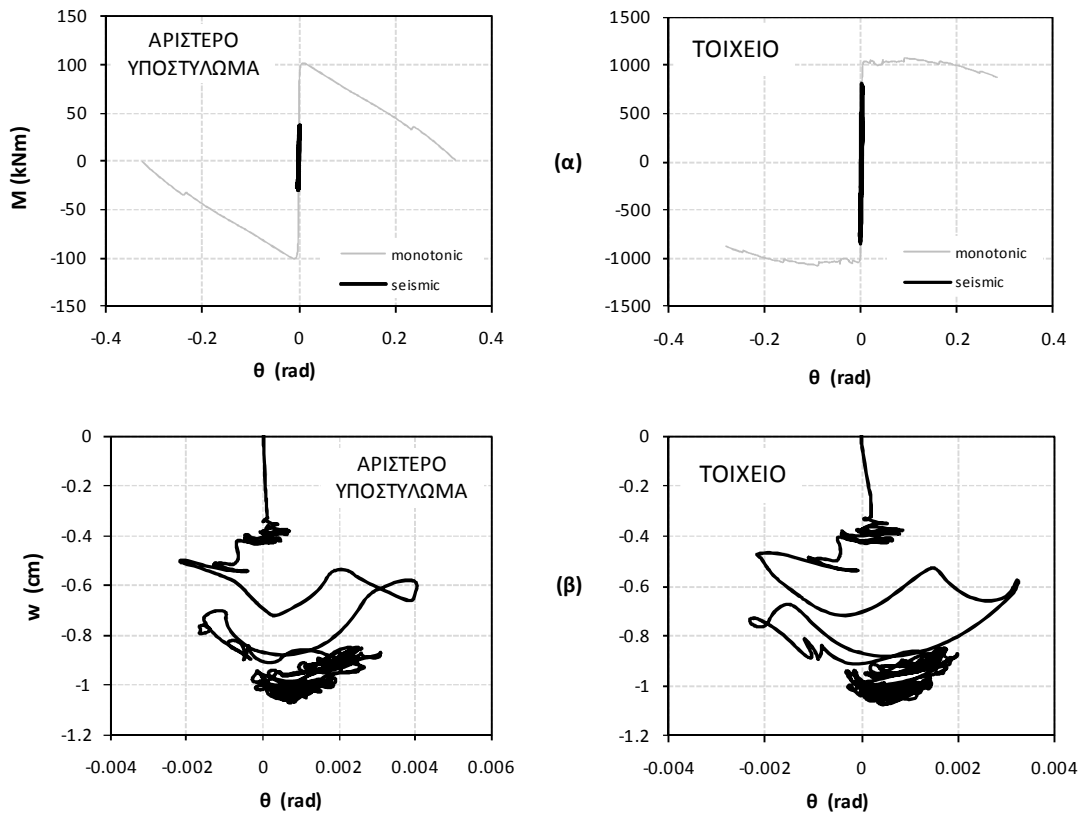 150
100
50
0
-50
-100
-150
M (kNm)
ΑΡΙΣΤΕΡΟ
ΥΠΟΣΤΥΛΩΜΑ
monotonic
seismic
-0.4 -0.2 0 0.2 0.4
θ (rad)
(α)
1500
1000
500
0
-500
-1000
-1500
ΤΟΙΧΕΙΟ
monotonic
seismic
-0.4 -0.2 0 0.2 0.4
θ (rad)
0
-0.2
-0.4
-0.6
-0.8
-1
-1.2
w (cm)
ΑΡΙΣΤΕΡΟ
ΥΠΟΣΤΥΛΩΜΑ
-0.004 -0.002 0 0.002 0.004 0.006
θ (rad)
(β)
0
-0.2
-0.4
-0.6
-0.8
-1
-1.2
ΤΟΙΧΕΙΟ
-0.004 -0.002 0 0.002 0.004
θ (rad)